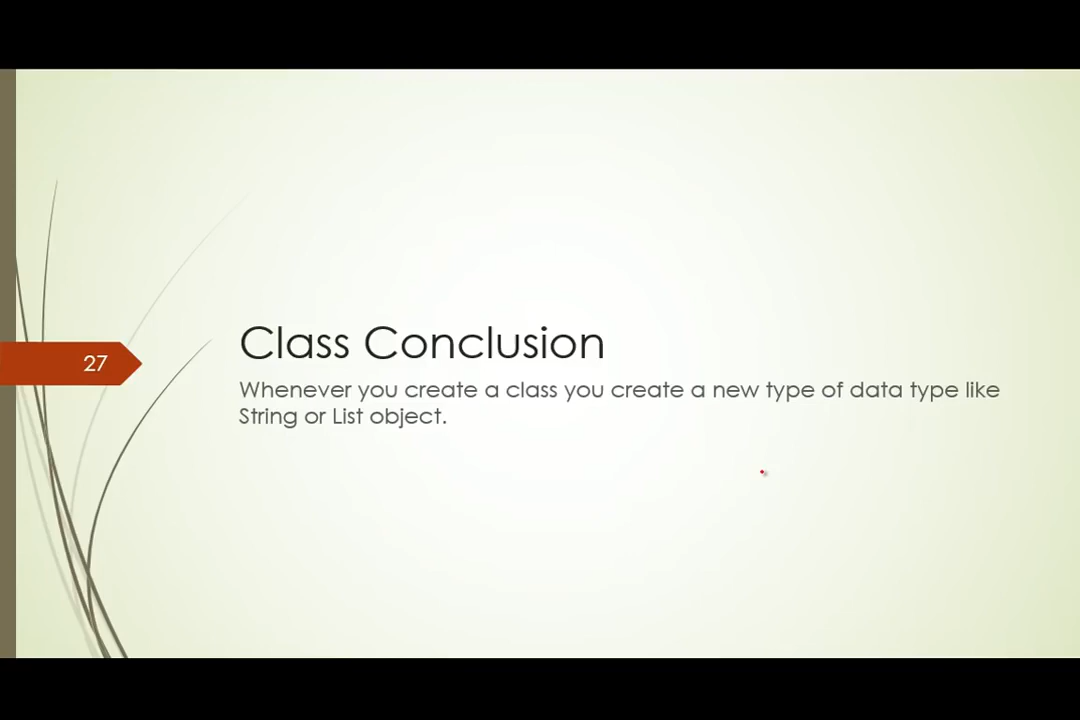 Class Conclusion
27
Whenever you create a class you create a new type of data type like
String or List object.